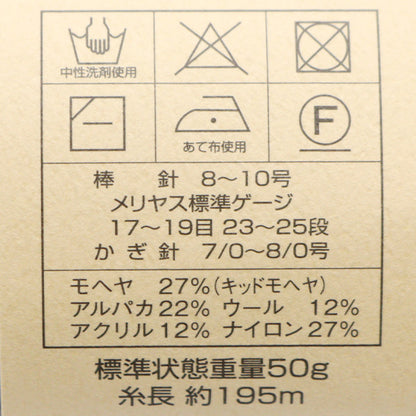 中性洗剤使用
あて布使用
F
棒 針 8〜10号
メリヤス標準ゲージ
17〜19目 23〜25段
かぎ針 7/0〜8/0号
モヘヤ 27%(キッドモヘヤ)
アルパカ22% ウール 12%
アクリル12% ナイロン27%
標準状態重量50g
糸長 約195m